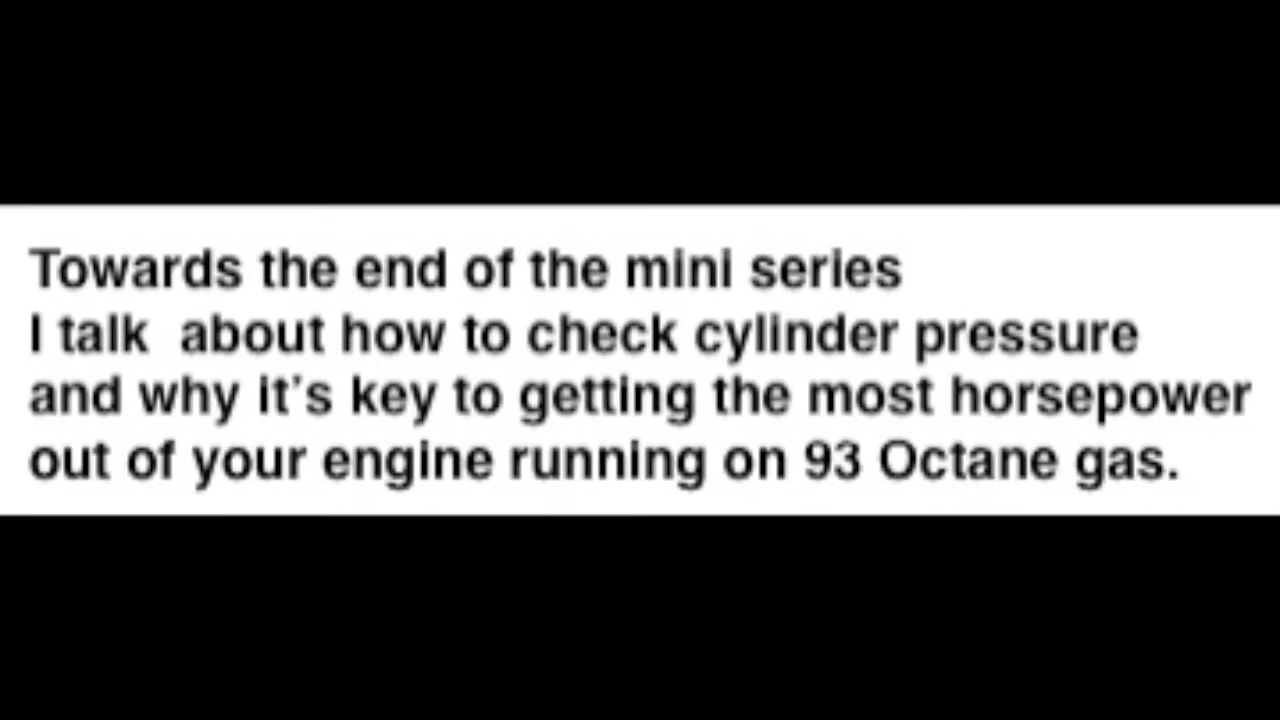 Towards the end of the mini series
I talk  about how to check cylinder pressure
and why it's key to getting the most horsepower
out of your engine running on 93 Octane gas.